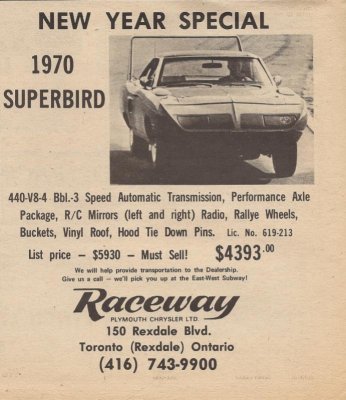 NEW YEAR SPECIAL
1970
SUPERBIRD
440-V8-4 Bbl.-3 Speed Automatic Transmission, Performance Axle
Package, R/C Mirrors (left and right) Radio, Rallye Wheels,
Buckets, Vinyl Roof, Hood Tie Down Pins. Lic. No. 619-213
List price — $5930 — Must Sell! $4393.00
We will help provide transportation to the Dealership.
Give us a call — we'll pick you up at the East-West Subway!
Raceway
PLYMOUTH CHRYSLER LTD.
150 Rexdale Blvd.
Toronto (Rexdale) Ontario
(416) 743-9900